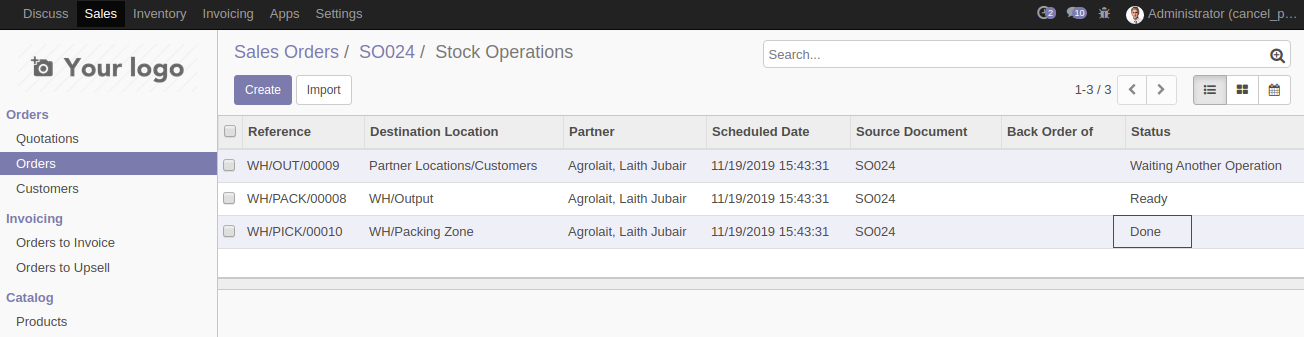 Discuss Sales Inventory Invoicing Apps Settings 2 10 Administrator (cancel_p…
Your logo
Sales Orders / SO024 / Stock Operations
Search...
Create Import 1-3 / 3
Orders
Quotations
Orders
Customers
Invoicing
Orders to Invoice
Orders to Upsell
Catalog
Products
Reference Destination Location Partner Scheduled Date Source Document Back Order of Status
WH/OUT/00009 Partner Locations/Customers Agrolait, Laith Jubair 11/19/2019 15:43:31 SO024 Waiting Another Operation
WH/PACK/00008 WH/Output Agrolait, Laith Jubair 11/19/2019 15:43:31 SO024 Ready
WH/PICK/00010 WH/Packing Zone Agrolait, Laith Jubair 11/19/2019 15:43:31 SO024 Done